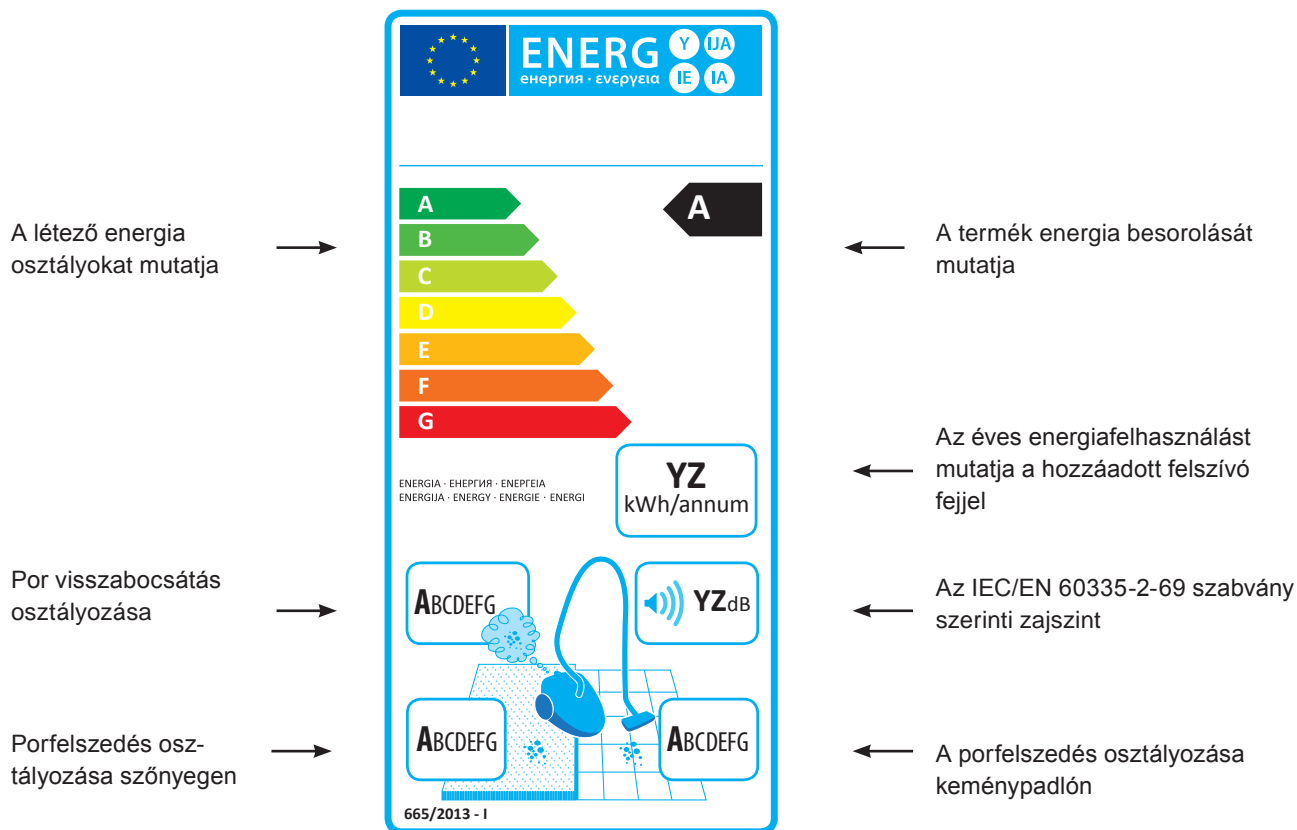 ENERG Y IJA
енергия · ενεργεια IE IA
A
B
C
D
E
F
G
A
A létező energia
osztályokat mutatja
A termék energia besorolását
mutatja
ENERGIA · ЕНЕРГИЯ · ΕΝΕΡΓΕΙΑ
ENERGIJA · ENERGY · ENERGIE · ENERGI
YZ
kWh/annum
Az éves energiafelhasználást
mutatja a hozzáadott felszívó
fejjel
Por visszabocsátás
osztályozása
ABCDEFG
YZdB
Az IEC/EN 60335-2-69 szabvány
szerinti zajszint
Porfelszedés osz-
tályozása szőnyegen
ABCDEFG
ABCDEFG
A porfelszedés osztályozása
keménypadlón
665/2013 - I